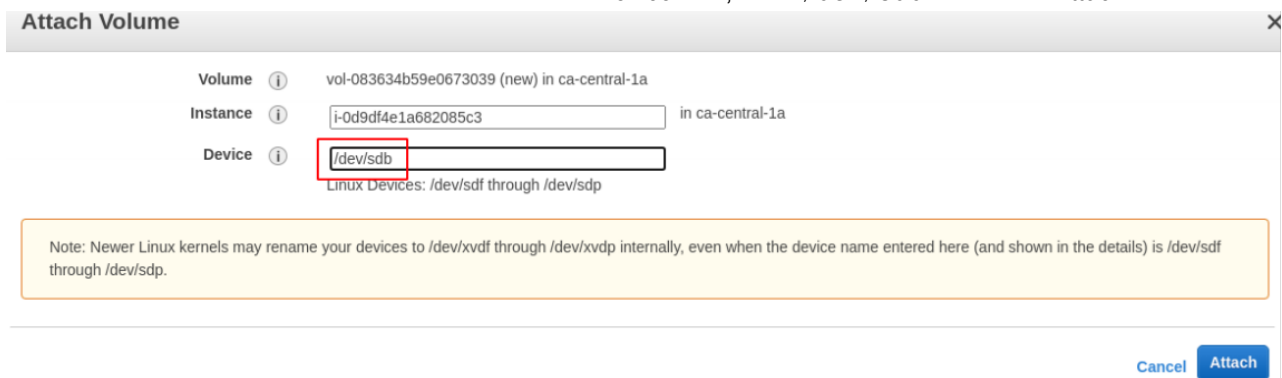 Attach Volume
Volume vol-083634b59e0673039 (new) in ca-central-1a
Instance i-0d9df4e1a682085c3 in ca-central-1a
Device /dev/sdb
Linux Devices: /dev/sdf through /dev/sdp
Note: Newer Linux kernels may rename your devices to /dev/xvdf through /dev/xvdp internally, even when the device name entered here (and shown in the details) is /dev/sdf
through /dev/sdp.
Cancel Attach